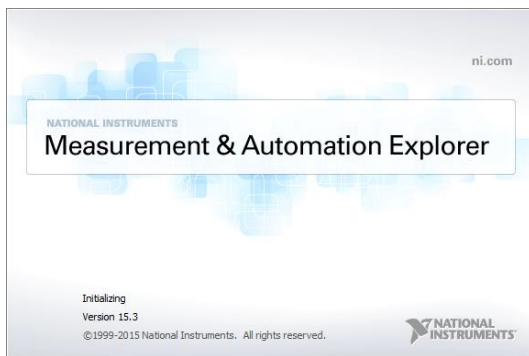 ni.com
NATIONAL INSTRUMENTS
Measurement & Automation Explorer
Initializing
Version 15.3
©1999-2015 National Instruments. All rights reserved.
NATIONAL
INSTRUMENTS